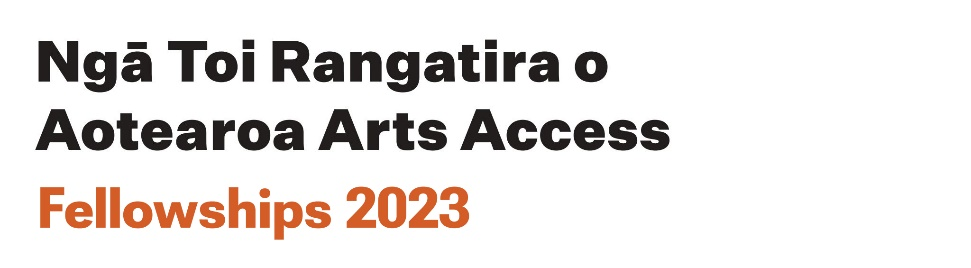 Ngā Toi Rangatira o
Aotearoa Arts Access
Fellowships 2023